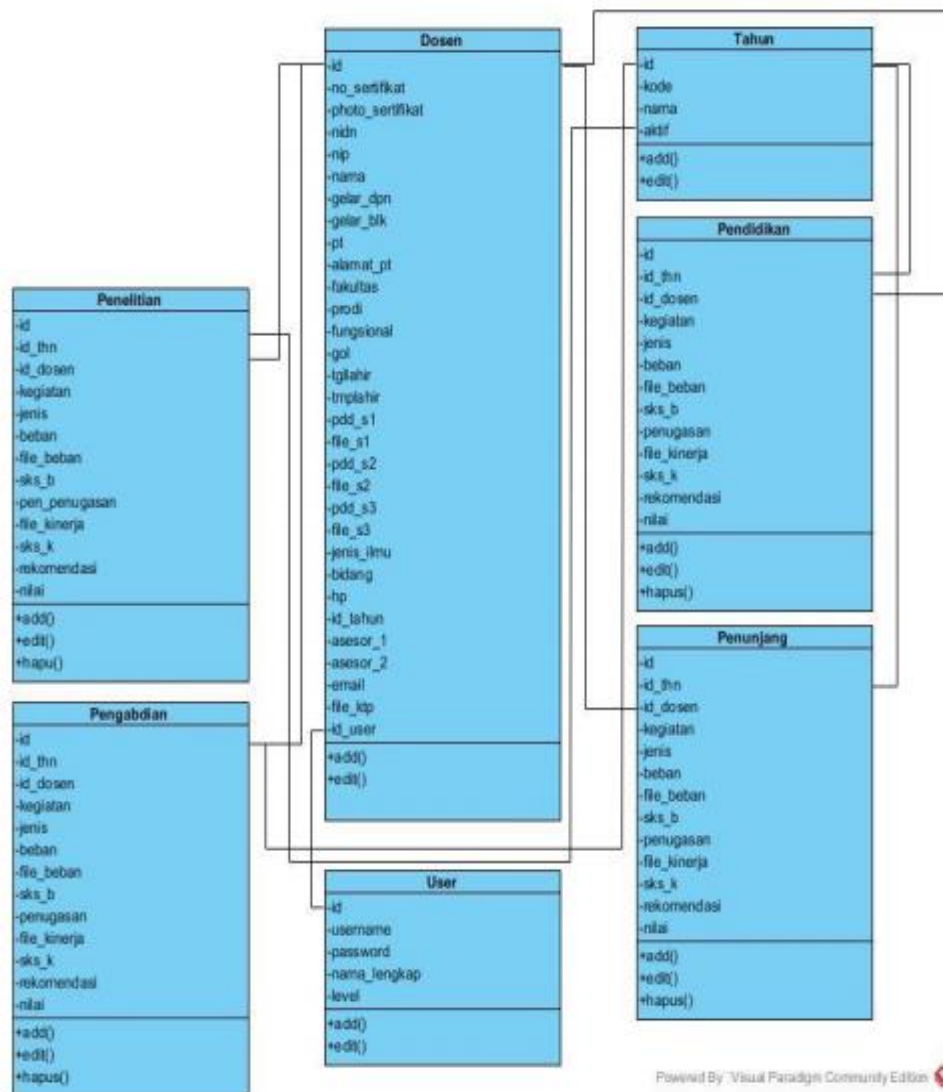 Dosen
-id
-no_sertifikat
-photo_sertifikat
-nidn
-nip
-nama
-gelar_dpn
-gelar_blk
-pt
-alamat_pt
-fakultas
-prodi
-fungsional
-gol
-tgllahir
-tmplahir
-pdd_s1
-file_s1
-pdd_s2
-file_s2
-pdd_s3
-file_s3
-jenis_ilmu
-bidang
-hp
-id_tahun
-asesor_1
-asesor_2
-email
-file_ktp
-id_user
+add()
+edit()
Tahun
-id
-kode
-nama
-aktif
+add()
+edit()
Pendidikan
-id
-id_thn
-id_dosen
-kegiatan
-jenis
-beban
-file_beban
-sks_b
-penugasan
-file_kinerja
-sks_k
-rekomendasi
-nilai
+add()
+edit()
+hapus()
Penelitian
-id
-id_thn
-id_dosen
-kegiatan
-jenis
-beban
-file_beban
-sks_b
-pen_penugasan
-file_kinerja
-sks_k
-rekomendasi
-nilai
+add()
+edit()
+hapu()
Penunjang
-id
-id_thn
-id_dosen
-kegiatan
-jenis
-beban
-file_beban
-sks_b
-penugasan
-file_kinerja
-sks_k
-rekomendasi
-nilai
+add()
+edit()
+hapus()
Pengabdian
-id
-id_thn
-id_dosen
-kegiatan
-jenis
-beban
-file_beban
-sks_b
-penugasan
-file_kinerja
-sks_k
-rekomendasi
-nilai
+add()
+edit()
+hapus()
User
-id
-username
-password
-nama_lengkap
-level
+add()
+edit()
Powered By Visual Paradigm Community Edition